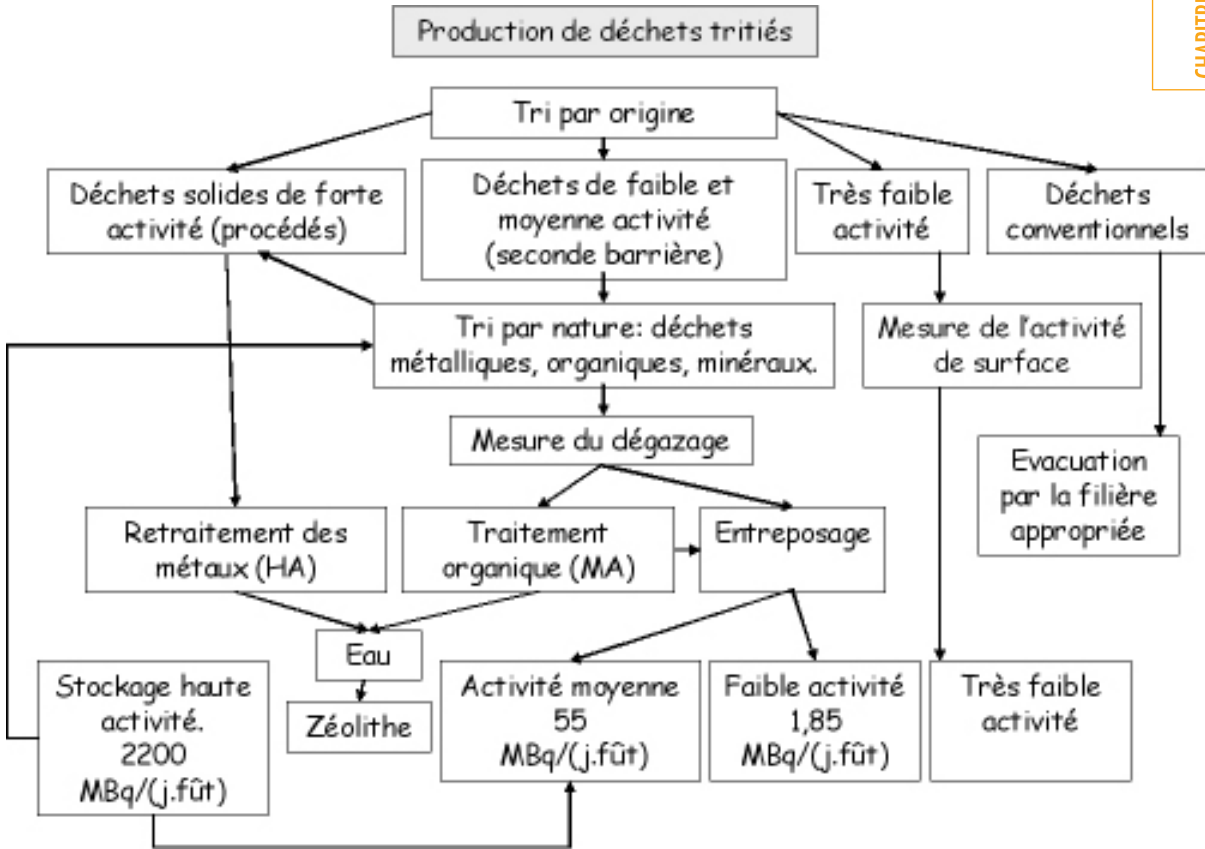 Production de déchets tritiés
CHAPITRE
Tri par origine
Déchets solides de forte
activité (procédés)
Déchets de faible et
moyenne activité
(seconde barrière)
Très faible
activité
Déchets
conventionnels
Tri par nature: déchets
métalliques, organiques, minéraux.
Mesure de l'activité
de surface
Mesure du dégazage
Evacuation
par la filière
appropriée
Retraitement des
métaux (HA)
Traitement
organique (MA)
Entreposage
Eau
Zéolithe
Stockage haute
activité.
2200
MBq/(j.fût)
Activité moyenne
55
MBq/(j.fût)
Faible activité
1,85
MBq/(j.fût)
Très faible
activité